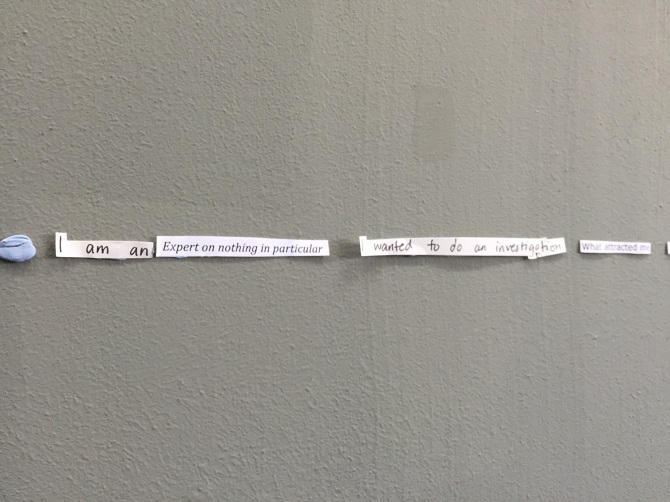 I am an Expert on nothing in particular I wanted to do an investigation What attracted me